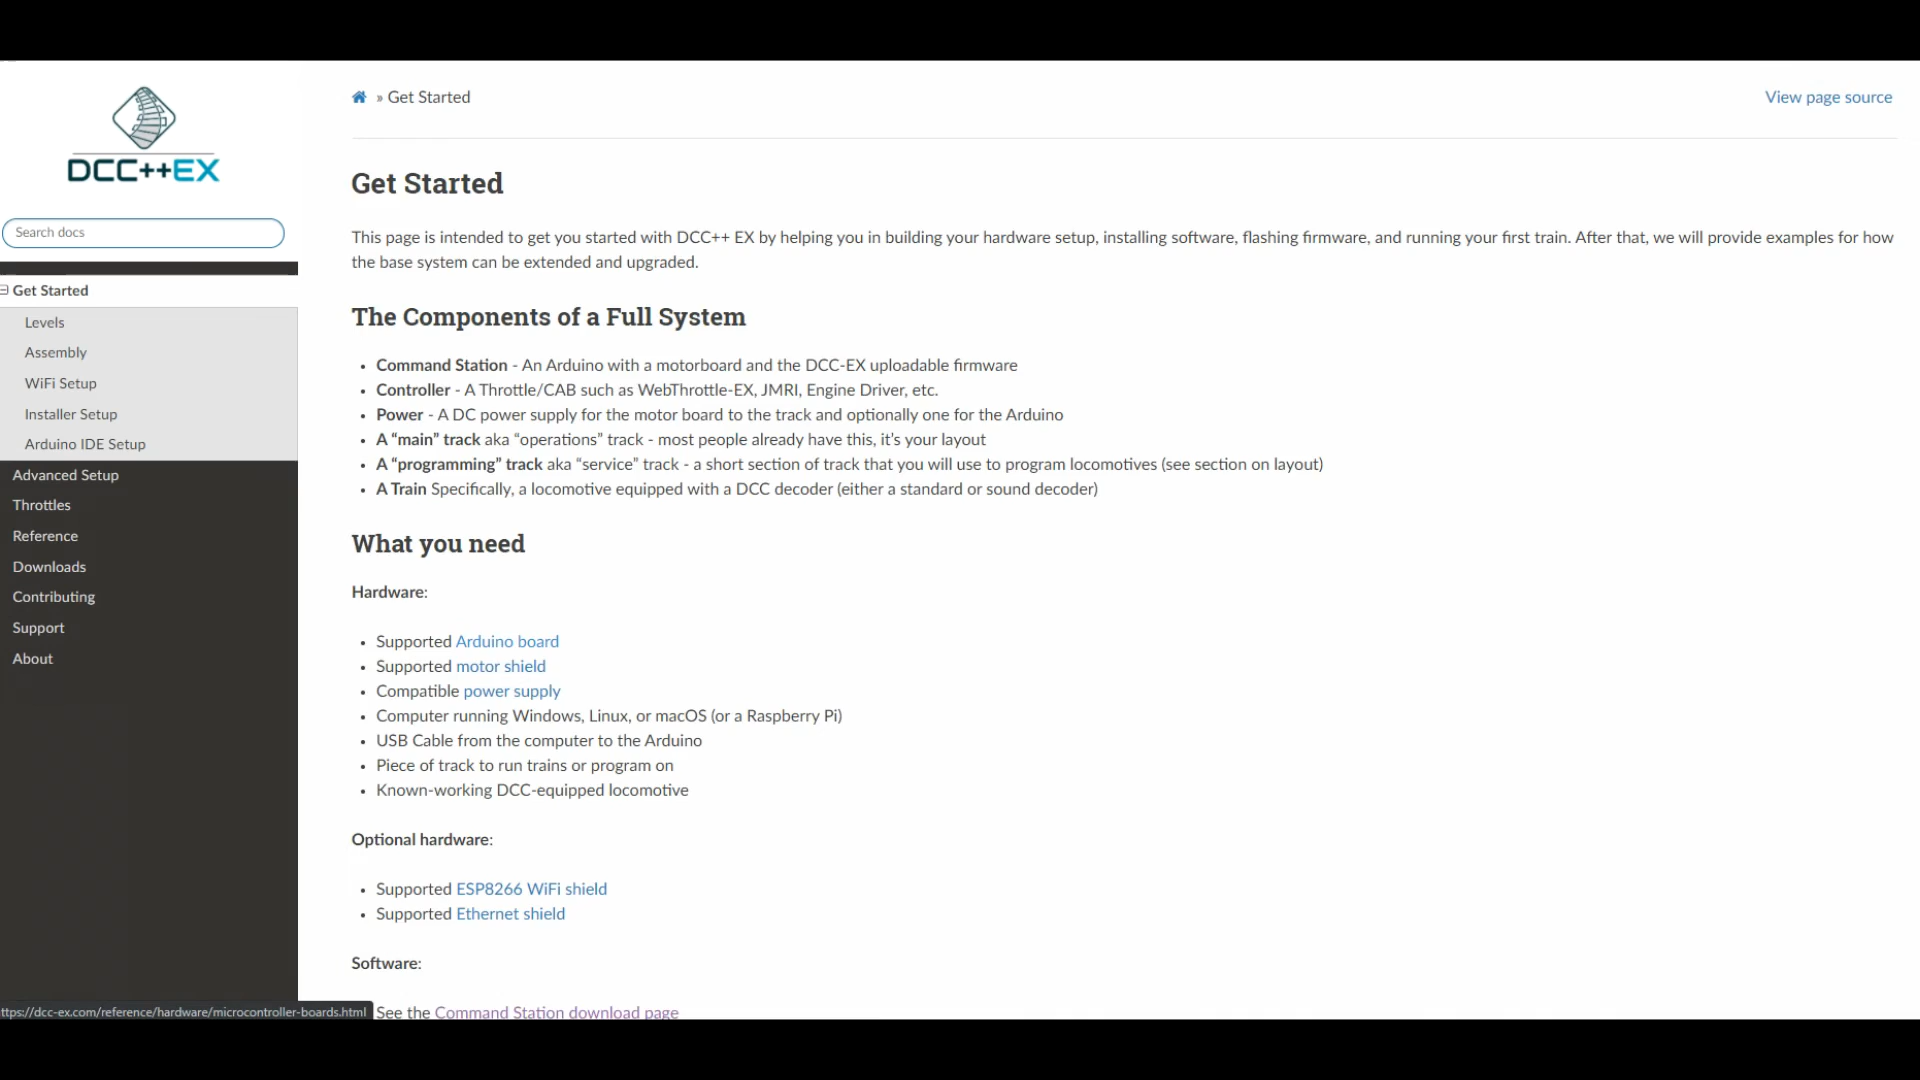 » Get Started
View page source
DCC++EX
Search docs
Get Started
Levels
Assembly
WiFi Setup
Installer Setup
Arduino IDE Setup
Advanced Setup
Throttles
Reference
Downloads
Contributing
Support
About
Get Started
This page is intended to get you started with DCC++ EX by helping you in building your hardware setup, installing software, flashing firmware, and running your first train. After that, we will provide examples for how
the base system can be extended and upgraded.
The Components of a Full System
• Command Station - An Arduino with a motorboard and the DCC-EX uploadable firmware
• Controller - A Throttle/CAB such as WebThrottle-EX, JMRI, Engine Driver, etc.
• Power - A DC power supply for the motor board to the track and optionally one for the Arduino
• A “main” track aka “operations” track - most people already have this, it’s your layout
• A “programming” track aka “service” track - a short section of track that you will use to program locomotives (see section on layout)
• A Train Specifically, a locomotive equipped with a DCC decoder (either a standard or sound decoder)
What you need
Hardware:
• Supported Arduino board
• Supported motor shield
• Compatible power supply
• Computer running Windows, Linux, or macOS (or a Raspberry Pi)
• USB Cable from the computer to the Arduino
• Piece of track to run trains or program on
• Known-working DCC-equipped locomotive
Optional hardware:
• Supported ESP8266 WiFi shield
• Supported Ethernet shield
Software:
See the Command Station download page
ttps://dcc-ex.com/reference/hardware/microcontroller-boards.html